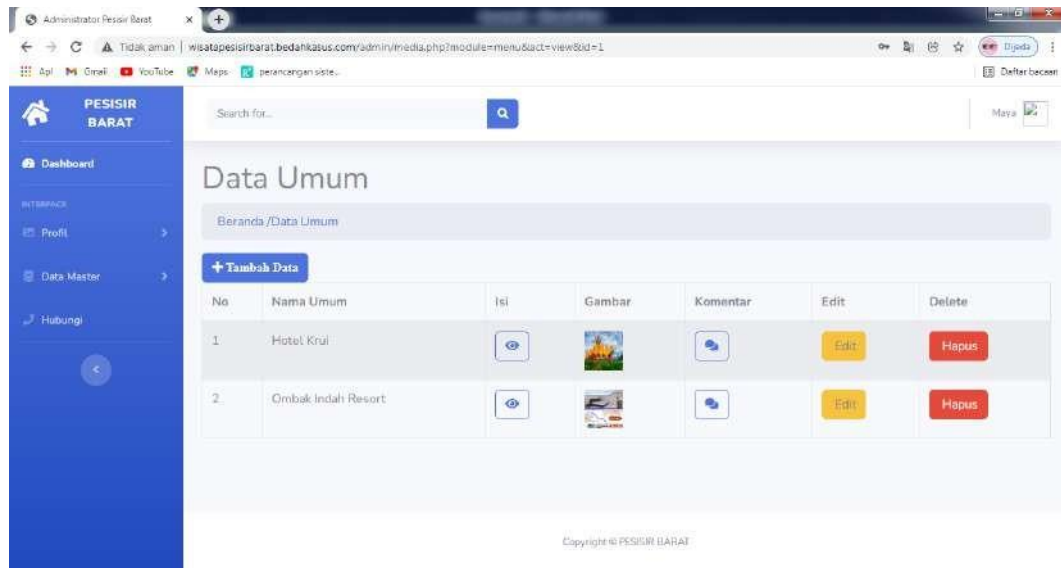 Administrator Pesisir Barat
Tidak aman | wisatapesisirbarat.bedahkasus.com/admin/media.php?module=menu&act=view&id=1
Dijeda
Apl Gmail YouTube Maps perancangan siste...
Daftar bacaan
PESISIR
BARAT
Search for...
Maya
Dashboard
Data Umum
INTERFACE
Beranda /Data Umum
Profil
Tambah Data
Data Master
No Nama Umum Isi Gambar Komentar Edit Delete
Hubungi
1 Hotel Krui Edit Hapus
2 Ombak Indah Resort Edit Hapus
Copyright © PESISIR BARAT